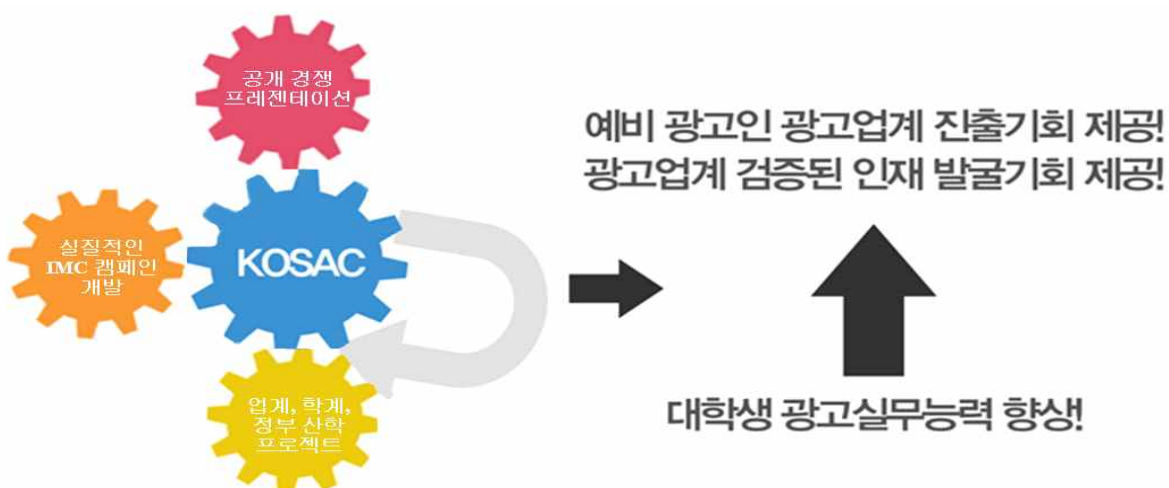 공개 경쟁
프레젠테이션
실질적인
IMC 캠페인
개발
KOSAC
업계, 학계,
정부 산학
프로젝트
예비 광고인 광고업계 진출기회 제공!
광고업계 검증된 인재 발굴기회 제공!
대학생 광고실무능력 향상!